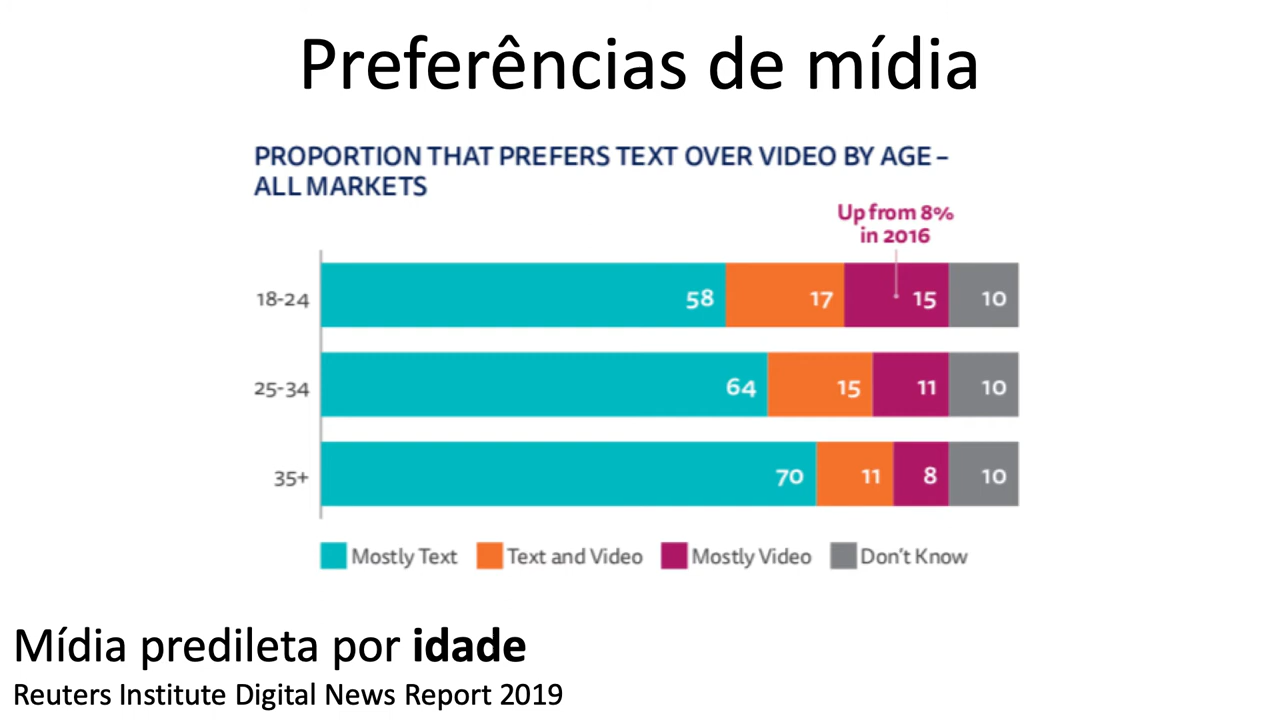 Preferências de mídia
PROPORTION THAT PREFERS TEXT OVER VIDEO BY AGE –
ALL MARKETS
Up from 8%
in 2016
18-24 58 17 15 10
25-34 64 15 11 10
35+ 70 11 8 10
Mostly Text Text and Video Mostly Video Don't Know
Mídia predileta por idade
Reuters Institute Digital News Report 2019